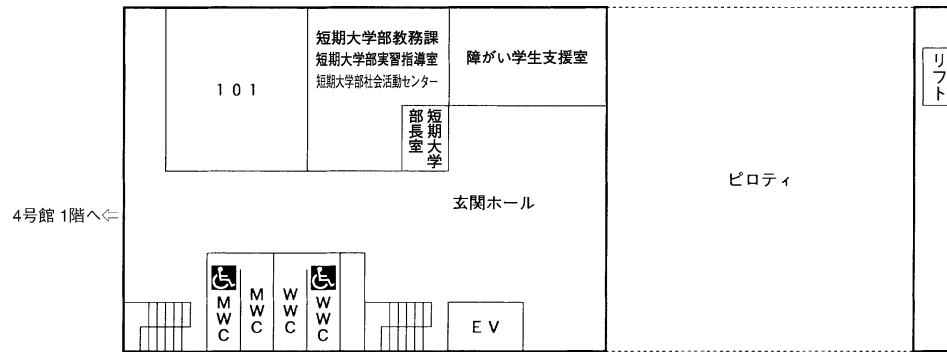 101
短期大学部教務課
短期大学部実習指導室
短期大学部社会活動センター
短期大学
部長室
障がい学生支援室
リフト
ピロティ
玄関ホール
4号館 1階へ⇦
MWC
MWC
WWC
WWC
EV